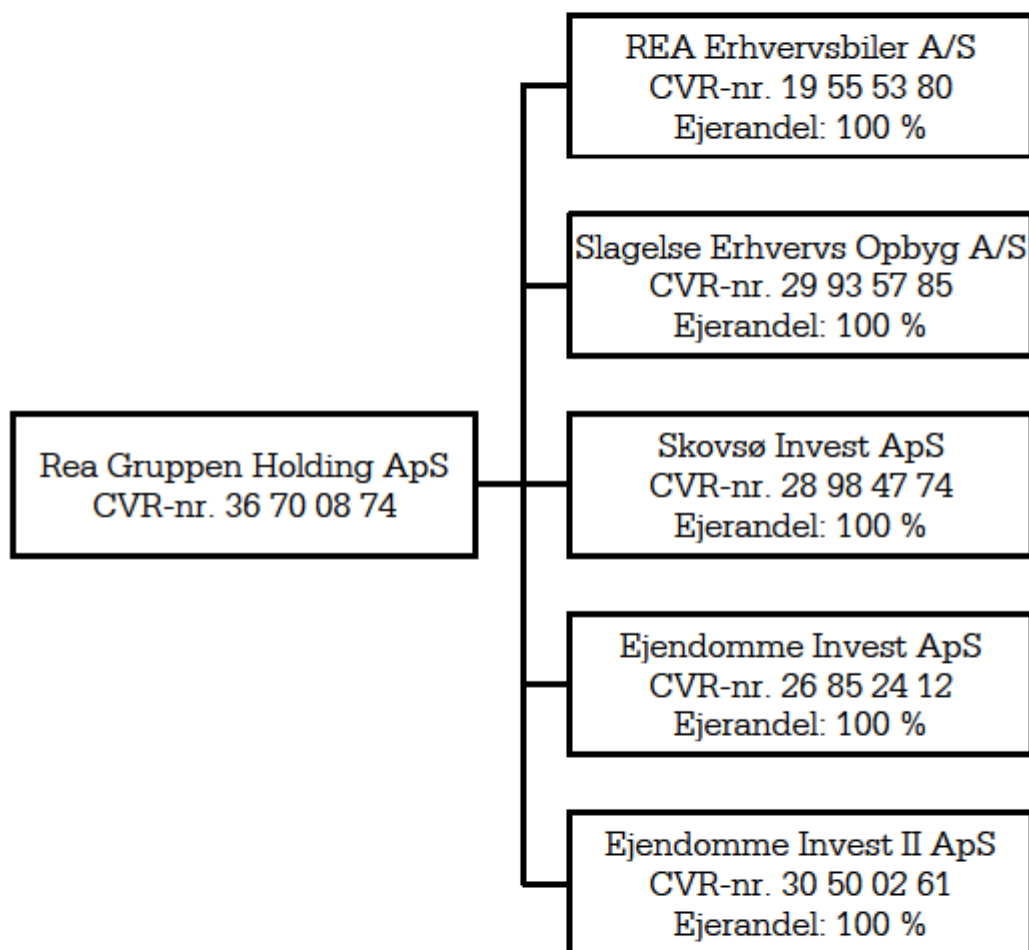 REA Erhvervsbiler A/S
CVR-nr. 19 55 53 80
Ejerandel: 100 %
Slagelse Erhvervs Opbyg A/S
CVR-nr. 29 93 57 85
Ejerandel: 100 %
Rea Gruppen Holding ApS
CVR-nr. 36 70 08 74
Skovsø Invest ApS
CVR-nr. 28 98 47 74
Ejerandel: 100 %
Ejendomme Invest ApS
CVR-nr. 26 85 24 12
Ejerandel: 100 %
Ejendomme Invest II ApS
CVR-nr. 30 50 02 61
Ejerandel: 100 %